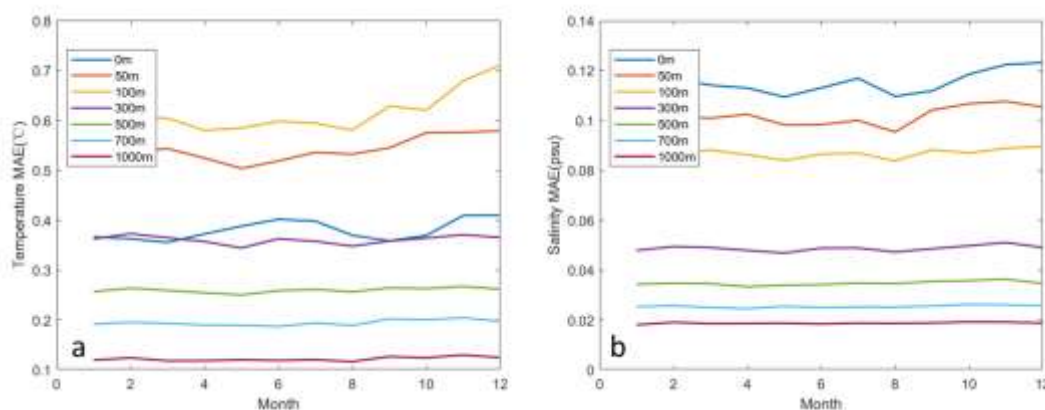 0.8
0.7
0.6
0.5
0.4
0.3
0.2
0.1
Temperature MAE(℃)
0m
50m
100m
300m
500m
700m
1000m
a
0 2 4 6 8 10 12
Month
0.14
0.12
0.1
0.08
0.06
0.04
0.02
0
Salinity MAE(psu)
0m
50m
100m
300m
500m
700m
1000m
b
0 2 4 6 8 10 12
Month